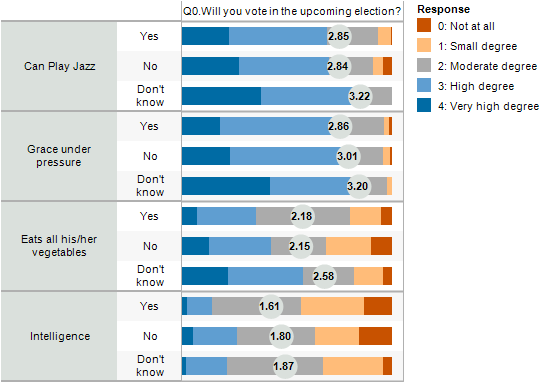 Q0.Will you vote in the upcoming election?
Can Play Jazz
Yes
2.85
No
2.84
Don't
know
3.22
Grace under
pressure
Yes
2.86
No
3.01
Don't
know
3.20
Eats all his/her
vegetables
Yes
2.18
No
2.15
Don't
know
2.58
Intelligence
Yes
1.61
No
1.80
Don't
know
1.87
Response
0: Not at all
1: Small degree
2: Moderate degree
3: High degree
4: Very high degree